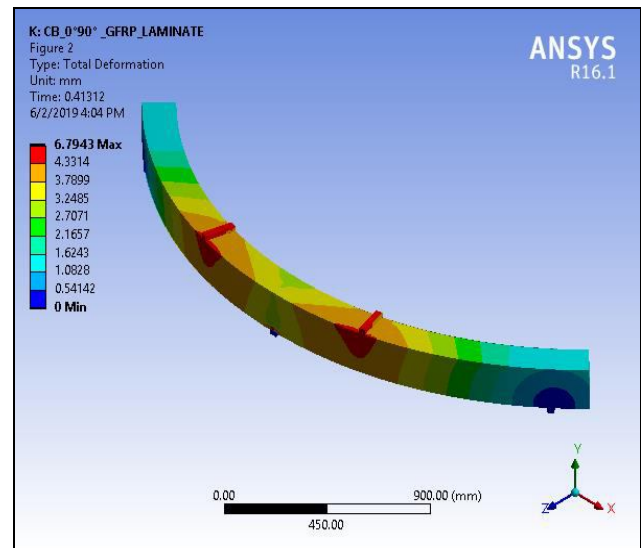 K: CB_0°90° _GFRP_LAMINATE
Figure 2
Type: Total Deformation
Unit: mm
Time: 0.41312
6/2/2019 4:04 PM
ANSYS
R16.1
6.7943 Max
4.3314
3.7899
3.2485
2.7071
2.1657
1.6243
1.0828
0.54142
0 Min
0.00
900.00 (mm)
450.00
Y
Z
X